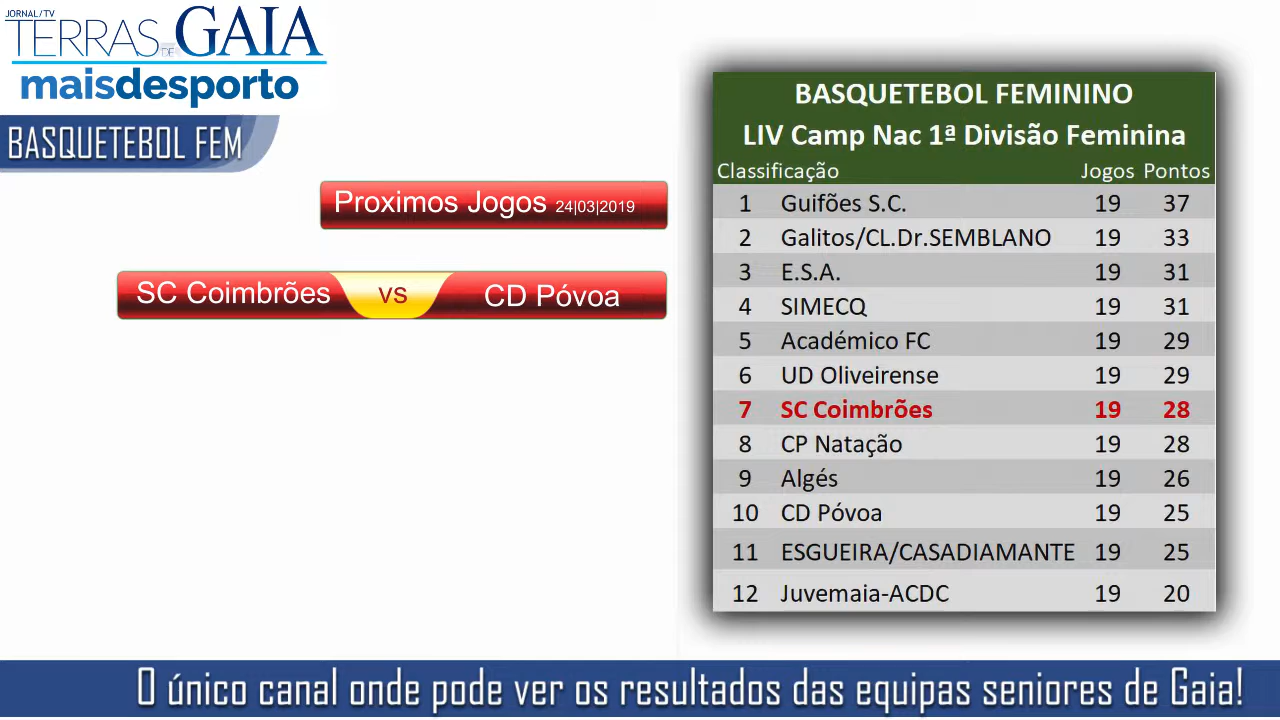 JORNAL/TV
TERRAS DE GAIA
maisdesporto
BASQUETEBOL FEM
Proximos Jogos 24|03|2019
SC Coimbrões vs CD Póvoa
BASQUETEBOL FEMININO
LIV Camp Nac 1ª Divisão Feminina
Classificação Jogos Pontos
1 Guifões S.C. 19 37
2 Galitos/CL.Dr.SEMBLANO 19 33
3 E.S.A. 19 31
4 SIMECQ 19 31
5 Académico FC 19 29
6 UD Oliveirense 19 29
7 SC Coimbrões 19 28
8 CP Natação 19 28
9 Algés 19 26
10 CD Póvoa 19 25
11 ESGUEIRA/CASADIAMANTE 19 25
12 Juvemaia-ACDC 19 20
O único canal onde pode ver os resultados das equipas seniores de Gaia!